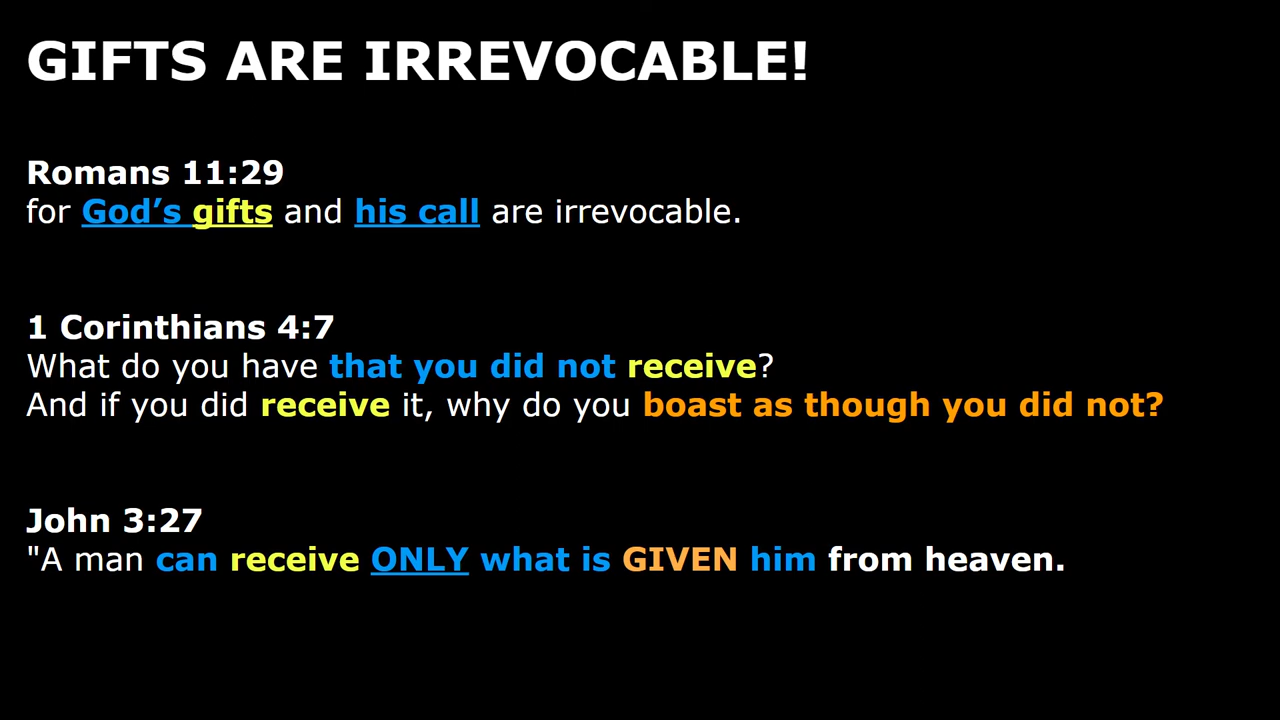 GIFTS ARE IRREVOCABLE!
Romans 11:29
for God’s gifts and his call are irrevocable.
1 Corinthians 4:7
What do you have that you did not receive?
And if you did receive it, why do you boast as though you did not?
John 3:27
"A man can receive ONLY what is GIVEN him from heaven.